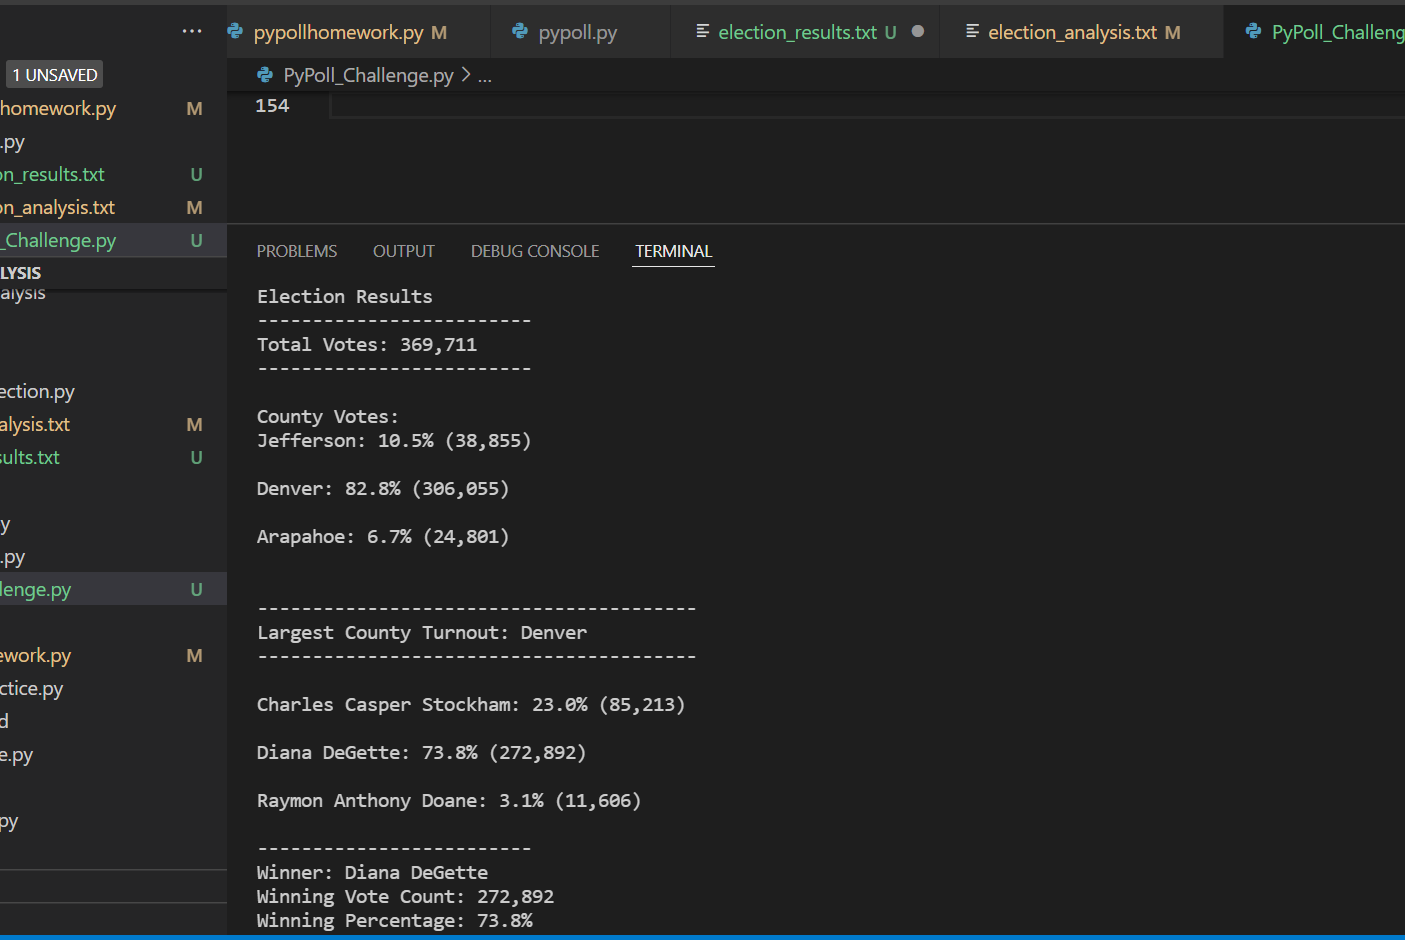 pypollhomework.py M
pypoll.py
election_results.txt U
election_analysis.txt M
PyPoll_Challeng
1 UNSAVED
homework.py M
.py
on_results.txt U
on_analysis.txt M
_Challenge.py U
LYSIS
alysis
ection.py
alysis.txt M
sults.txt U
y
.py
lenge.py U
ework.py M
ctice.py
d
e.py
py
PyPoll_Challenge.py > ...
154
PROBLEMS OUTPUT DEBUG CONSOLE TERMINAL
Election Results
-------------------------
Total Votes: 369,711
-------------------------
County Votes:
Jefferson: 10.5% (38,855)
Denver: 82.8% (306,055)
Arapahoe: 6.7% (24,801)
----------------------------------------
Largest County Turnout: Denver
----------------------------------------
Charles Casper Stockham: 23.0% (85,213)
Diana DeGette: 73.8% (272,892)
Raymon Anthony Doane: 3.1% (11,606)
-------------------------
Winner: Diana DeGette
Winning Vote Count: 272,892
Winning Percentage: 73.8%